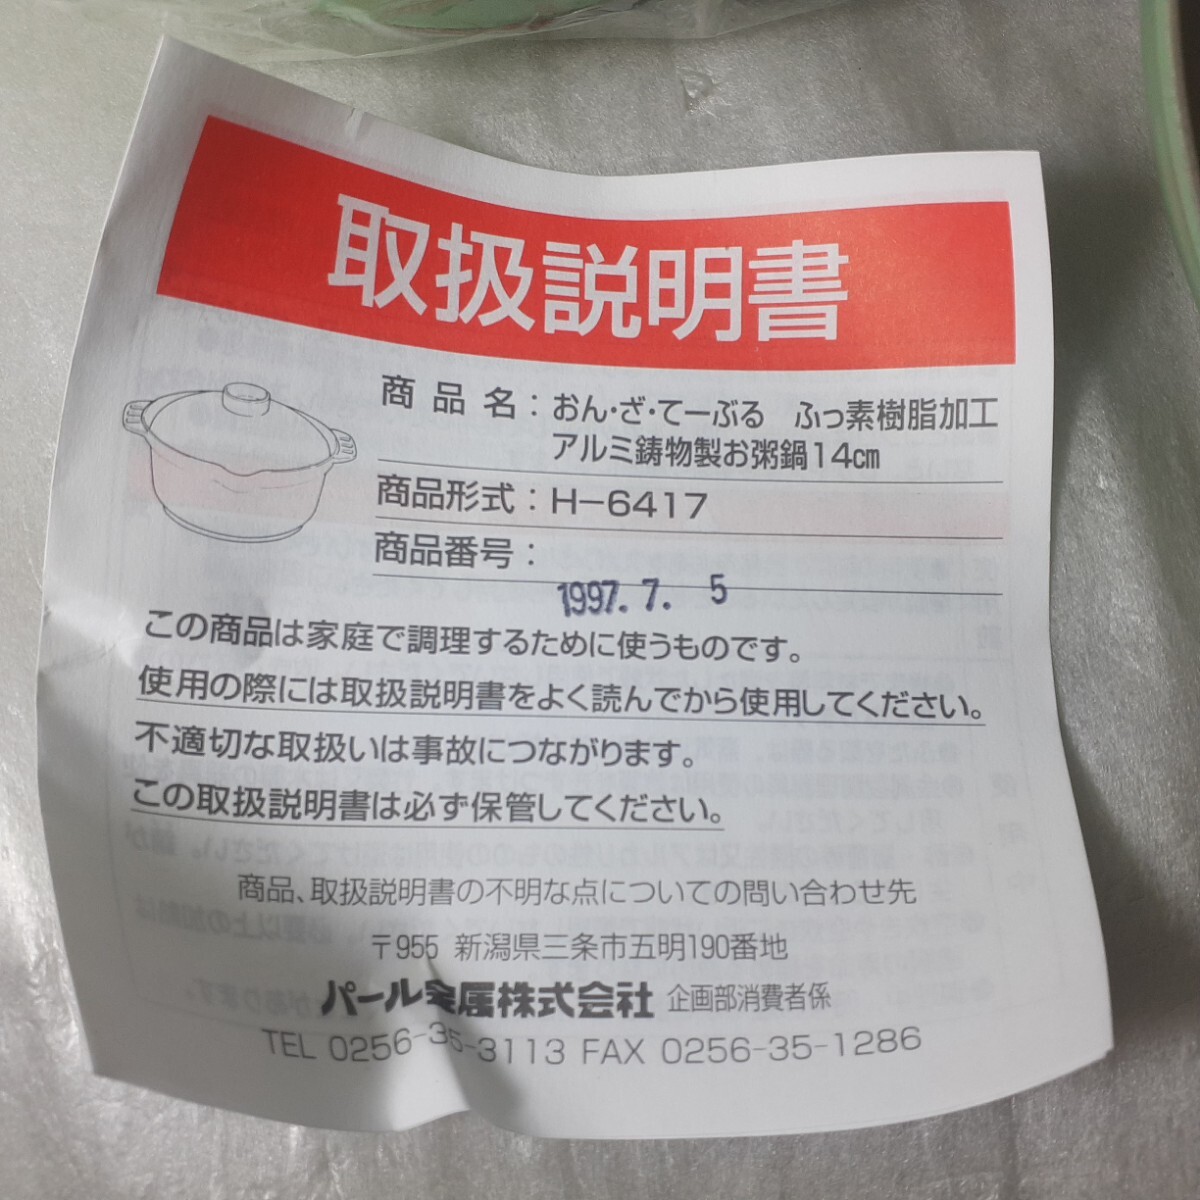 取扱説明書
商品名：おん・ざ・てーぶる　ふっ素樹脂加工
アルミ鋳物製お粥鍋14㎝
商品形式：H−6417
商品番号：
1997. 7. 5
この商品は家庭で調理するために使うものです。
使用の際には取扱説明書をよく読んでから使用してください。
不適切な取扱いは事故につながります。
この取扱説明書は必ず保管してください。
商品、取扱説明書の不明な点についての問い合わせ先
〒955 新潟県三条市五明190番地
パール金属株式会社 企画部消費者係
TEL 0256-35-3113 FAX 0256-35-1286